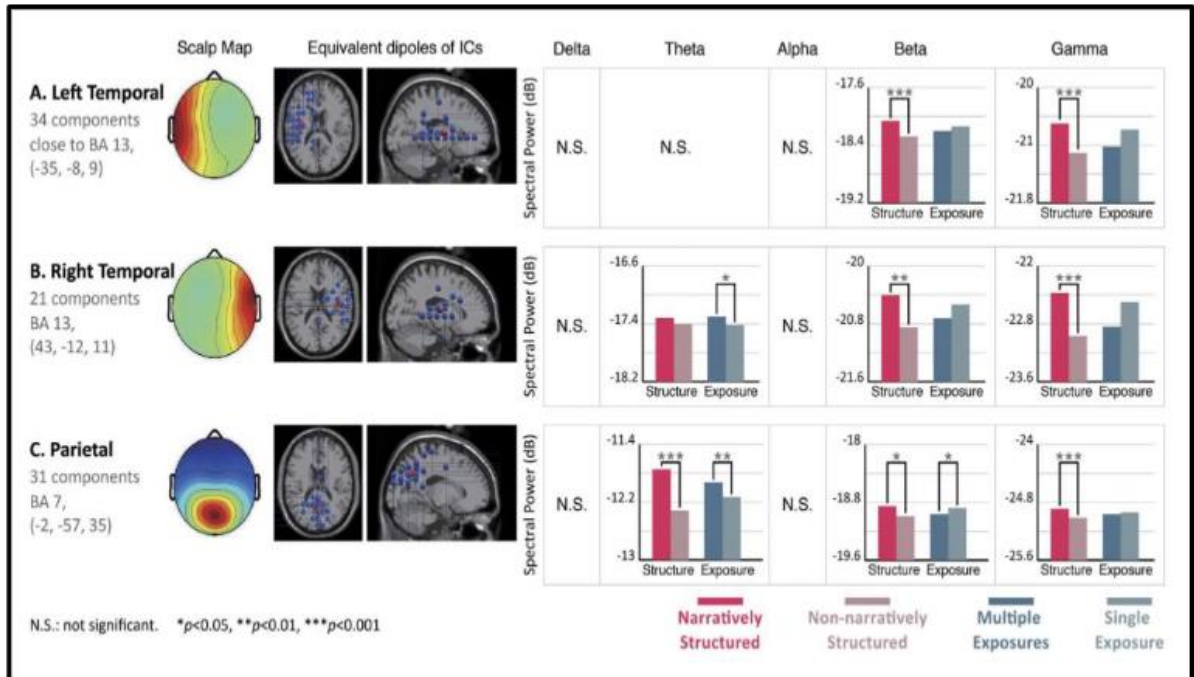 Scalp Map Equivalent dipoles of ICs Delta Theta Alpha Beta Gamma
A. Left Temporal
34 components
close to BA 13,
(-35, -8, 9)
Spectral Power (dB)
N.S.
N.S.
N.S.
-17.6
-18.4
-19.2
***
Structure Exposure
-20
-21
-21.8
***
Structure Exposure
B. Right Temporal
21 components
BA 13,
(43, -12, 11)
Spectral Power (dB)
N.S.
-16.6
-17.4
-18.2
*
Structure Exposure
N.S.
-20
-20.8
-21.6
**
Structure Exposure
-22
-22.8
-23.6
***
Structure Exposure
C. Parietal
31 components
BA 7,
(-2, -57, 35)
Spectral Power (dB)
N.S.
-11.4
-12.2
-13
*** **
Structure Exposure
N.S.
-18
-18.8
-19.6
* *
Structure Exposure
-24
-24.8
-25.6
***
Structure Exposure
N.S.: not significant. *p<0.05, **p<0.01, ***p<0.001
Narratively Non-narratively Multiple Single
Structured Structured Exposures Exposure